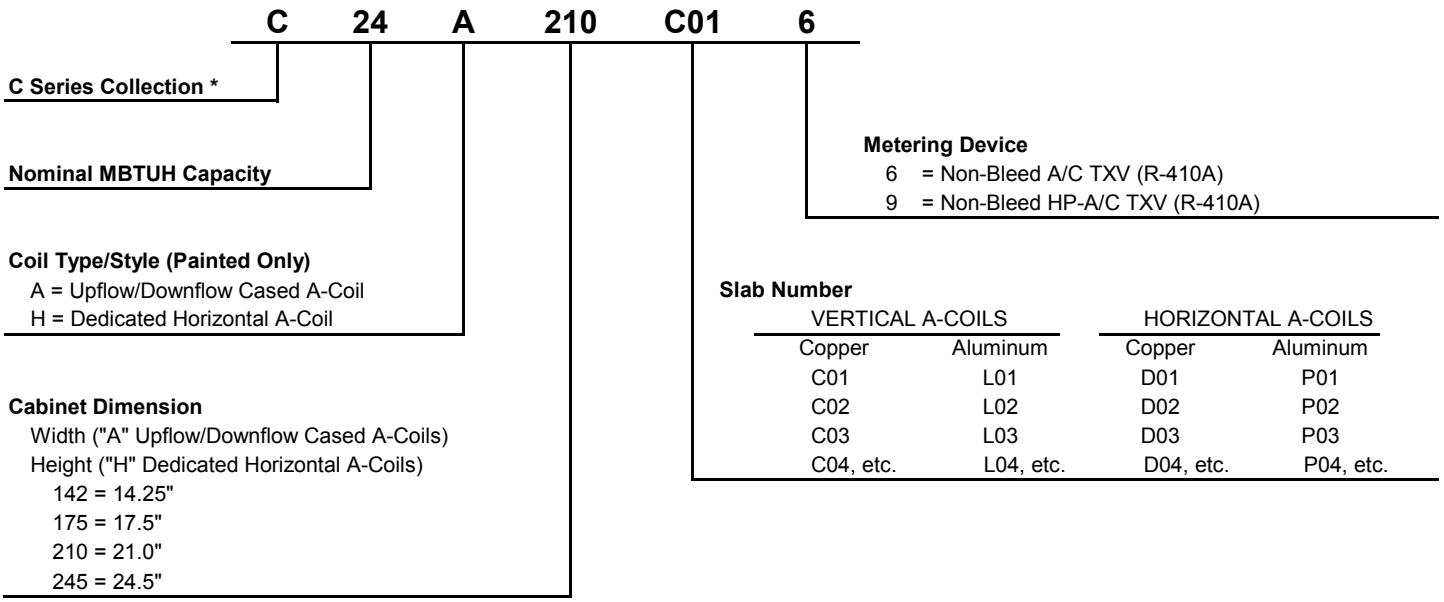 C 24 A 210 C01 6
C Series Collection *
Nominal MBTUH Capacity
Coil Type/Style (Painted Only)
A = Upflow/Downflow Cased A-Coil
H = Dedicated Horizontal A-Coil
Cabinet Dimension
Width ("A" Upflow/Downflow Cased A-Coils)
Height ("H" Dedicated Horizontal A-Coils)
142 = 14.25"
175 = 17.5"
210 = 21.0"
245 = 24.5"
Metering Device
6 = Non-Bleed A/C TXV (R-410A)
9 = Non-Bleed HP-A/C TXV (R-410A)
Slab Number
VERTICAL A-COILS HORIZONTAL A-COILS
Copper Aluminum Copper Aluminum
C01 L01 D01 P01
C02 L02 D02 P02
C03 L03 D03 P03
C04, etc. L04, etc. D04, etc. P04, etc.